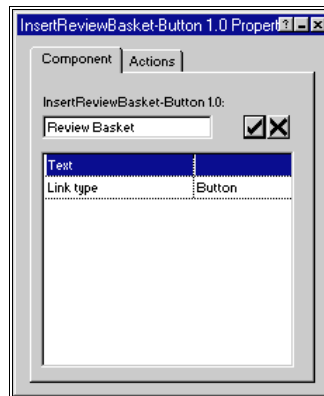 InsertReviewBasket-Button 1.0 Propert
Component Actions
InsertReviewBasket-Button 1.0:
Review Basket
Text
Link type Button